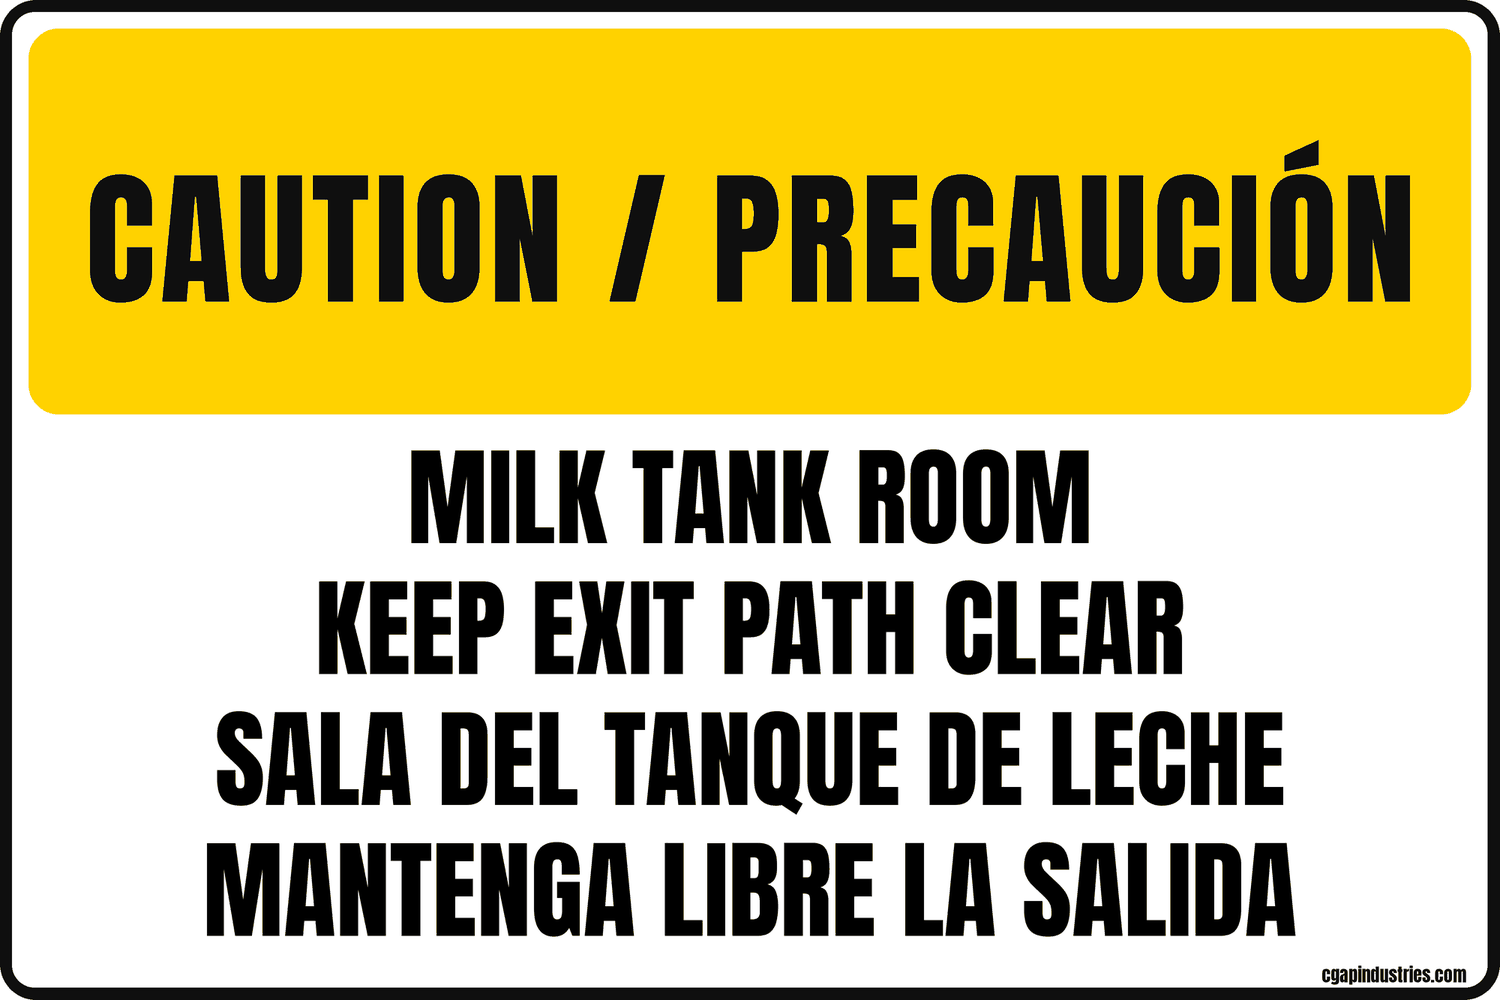 CAUTION / PRECAUCIÓN
MILK TANK ROOM
KEEP EXIT PATH CLEAR
SALA DEL TANQUE DE LECHE
MANTENGA LIBRE LA SALIDA
cgapindustries.com